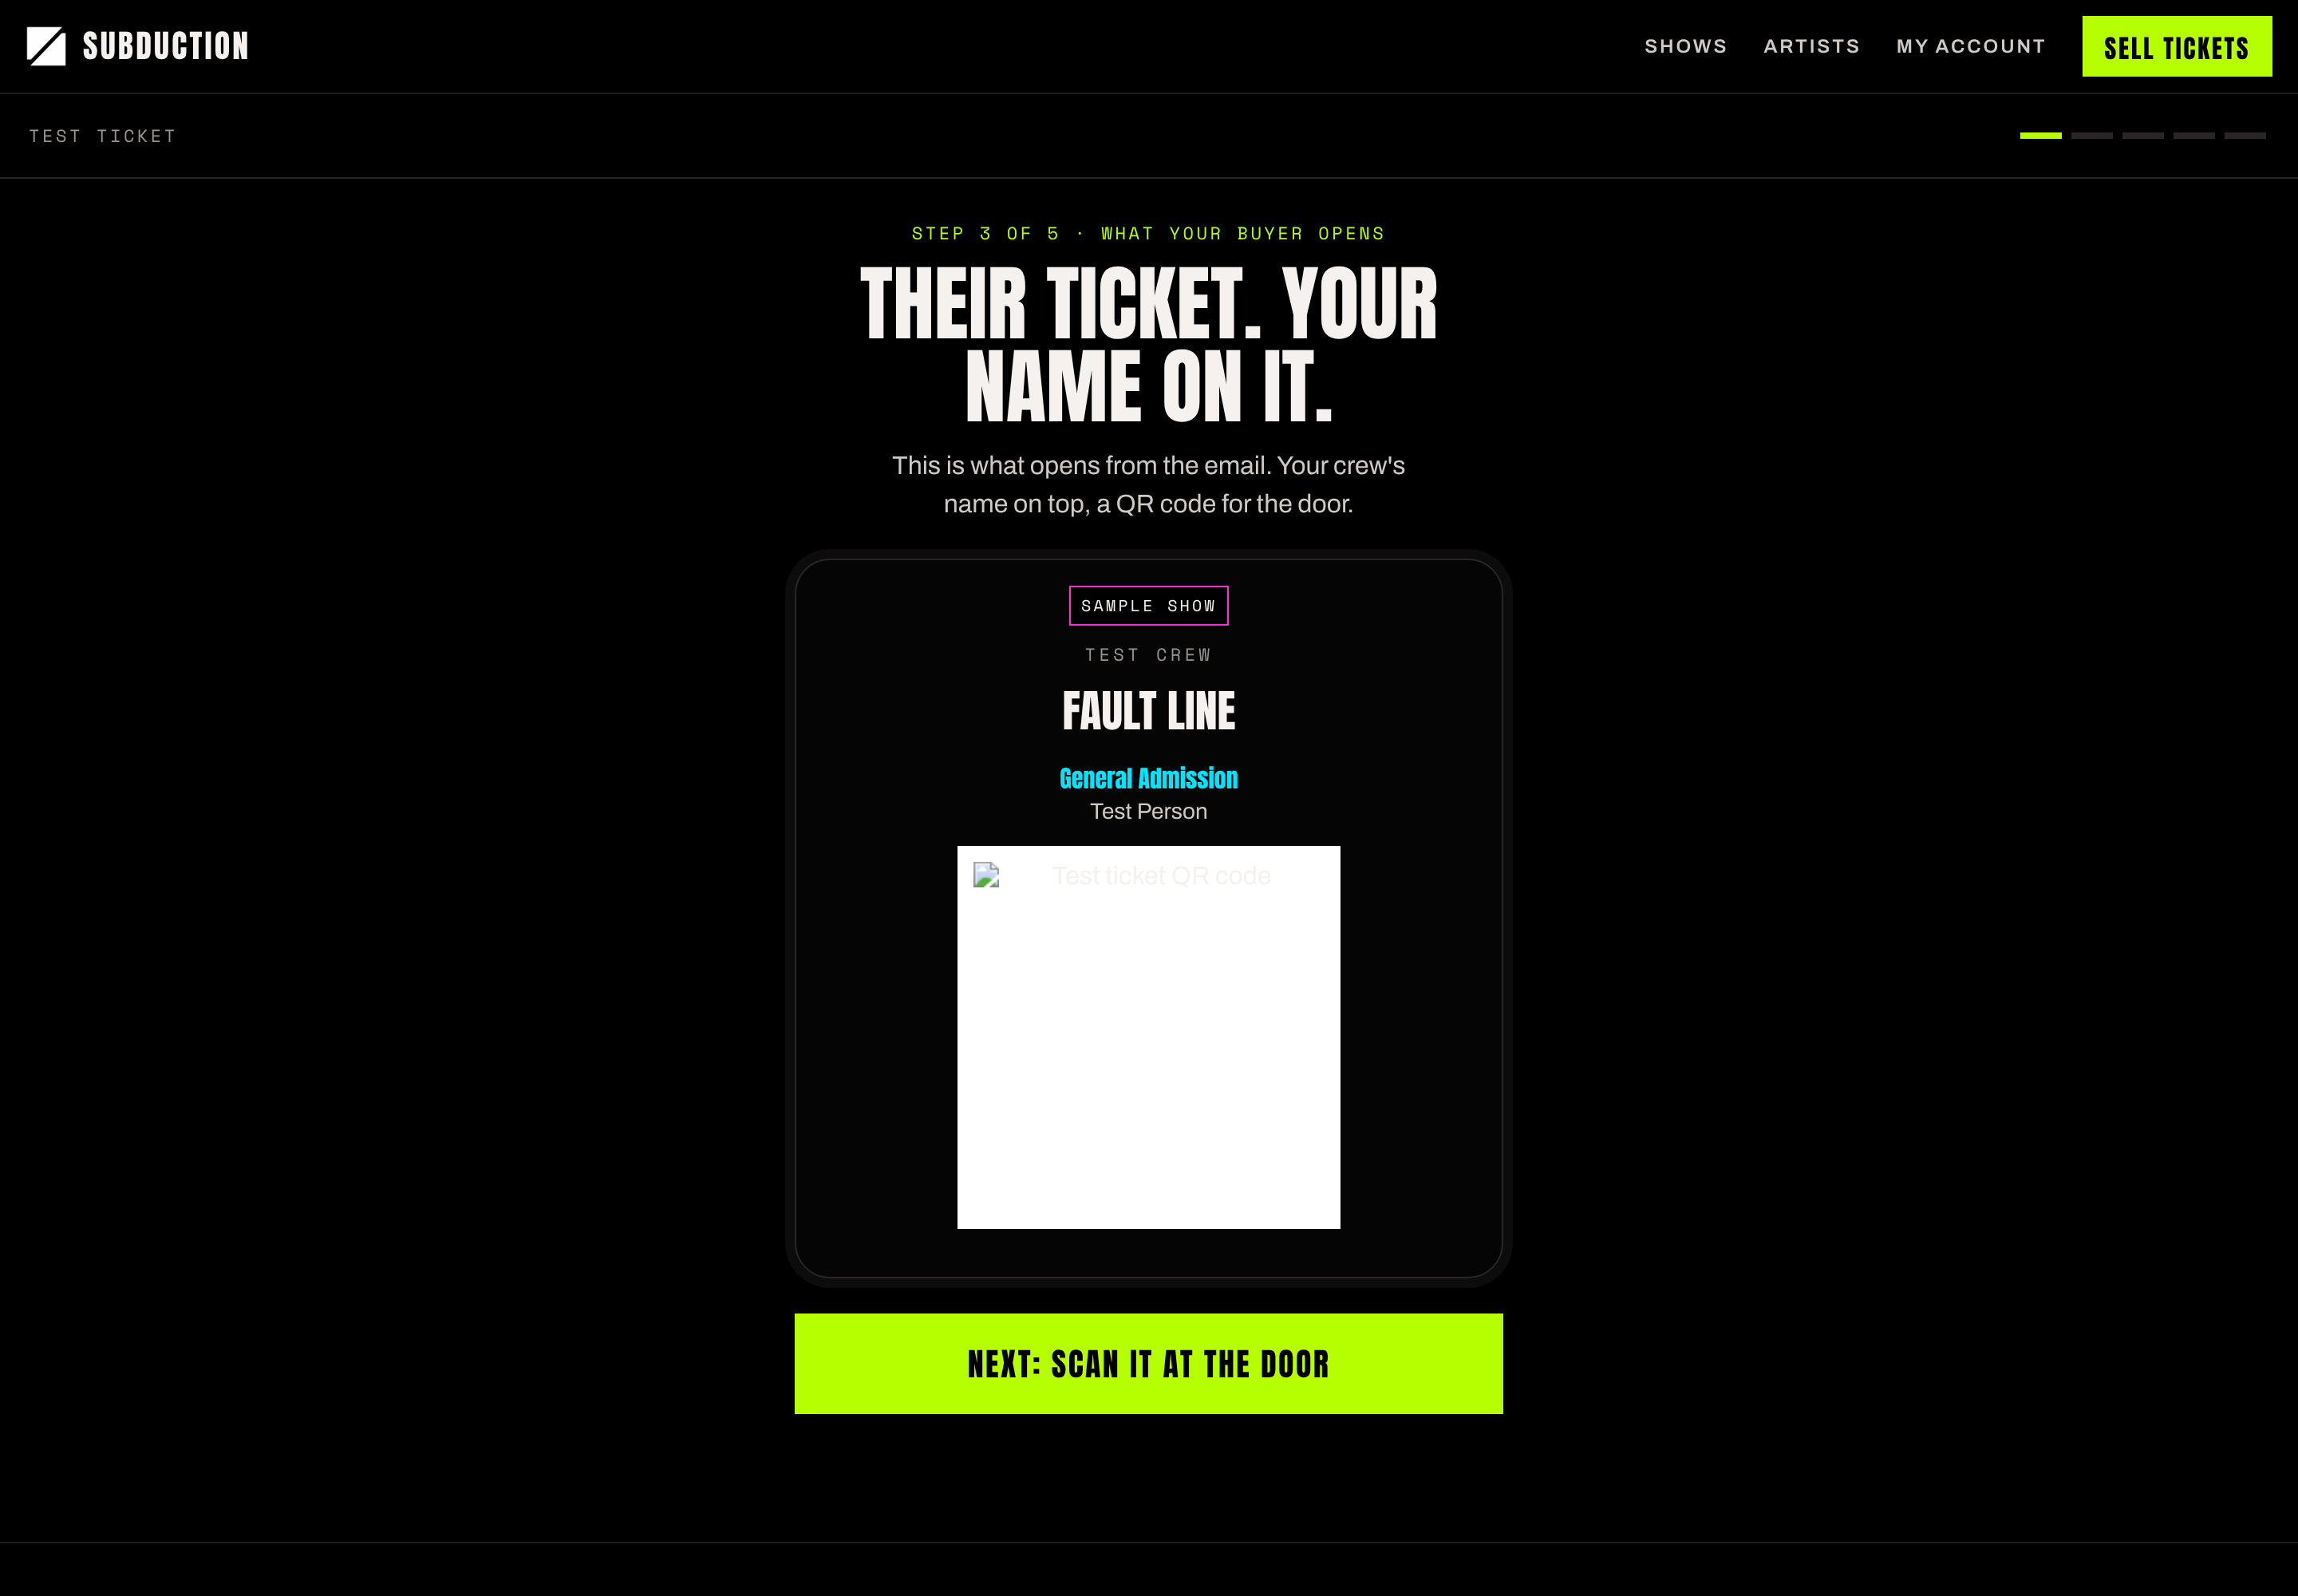 SUBDUCTION
SHOWS ARTISTS MY ACCOUNT SELL TICKETS
TEST TICKET
STEP 3 OF 5 · WHAT YOUR BUYER OPENS
THEIR TICKET. YOUR
NAME ON IT.
This is what opens from the email. Your crew's
name on top, a QR code for the door.
SAMPLE SHOW
TEST CREW
FAULT LINE
General Admission
Test Person
Test ticket QR code
NEXT: SCAN IT AT THE DOOR